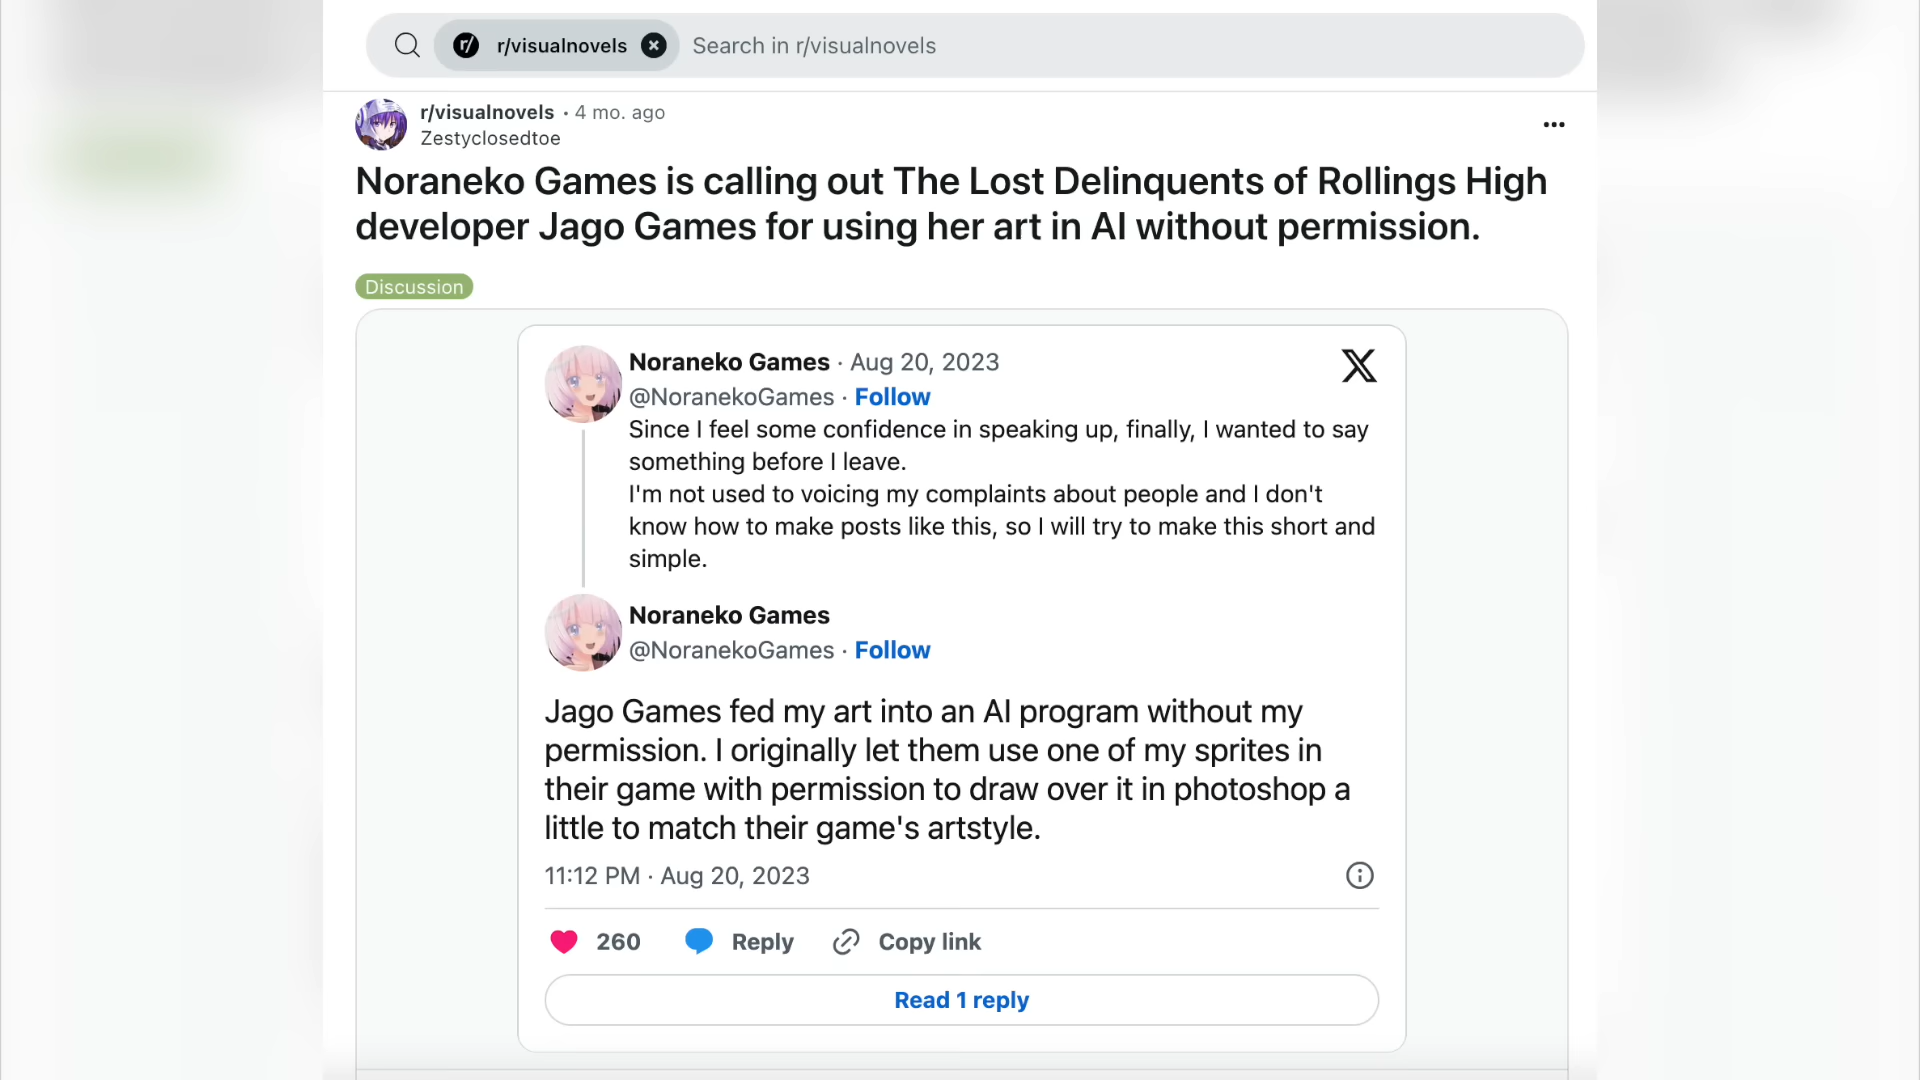 r/ r/visualnovels Search in r/visualnovels
r/visualnovels · 4 mo. ago
Zestyclosedtoe
Noraneko Games is calling out The Lost Delinquents of Rollings High
developer Jago Games for using her art in AI without permission.
Discussion
Noraneko Games · Aug 20, 2023
@NoranekoGames · Follow
Since I feel some confidence in speaking up, finally, I wanted to say
something before I leave.
I'm not used to voicing my complaints about people and I don't
know how to make posts like this, so I will try to make this short and
simple.
Noraneko Games
@NoranekoGames · Follow
Jago Games fed my art into an AI program without my
permission. I originally let them use one of my sprites in
their game with permission to draw over it in photoshop a
little to match their game's artstyle.
11:12 PM · Aug 20, 2023
260 Reply Copy link
Read 1 reply